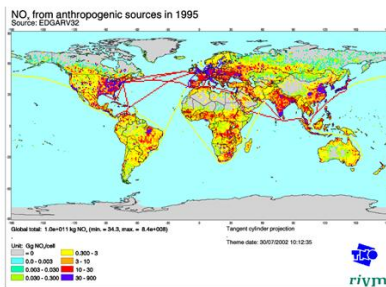 NOx from anthropogenic sources in 1995
Source: EDGARV32
Global total: 1.0e+011 kg NOx (min. = 34.3, max. = 8.4e+008)
Tangent cylinder projection
Theme date: 30/07/2002 10:12:35
Unit: Gg NO/cell
= 0
0.0 - 0.003
0.003 - 0.030
0.030 - 0.300
0.300 - 3
3 - 10
10 - 30
30 - 900
TNO
rivm